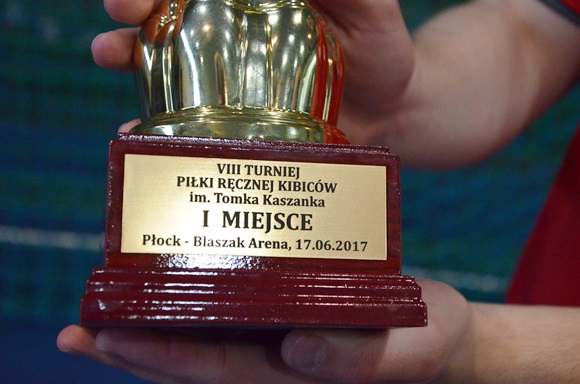 VIII TURNIEJ
PIŁKI RĘCZNEJ KIBICÓW
im. Tomka Kaszanka
I MIEJSCE
Płock - Blaszak Arena, 17.06.2017